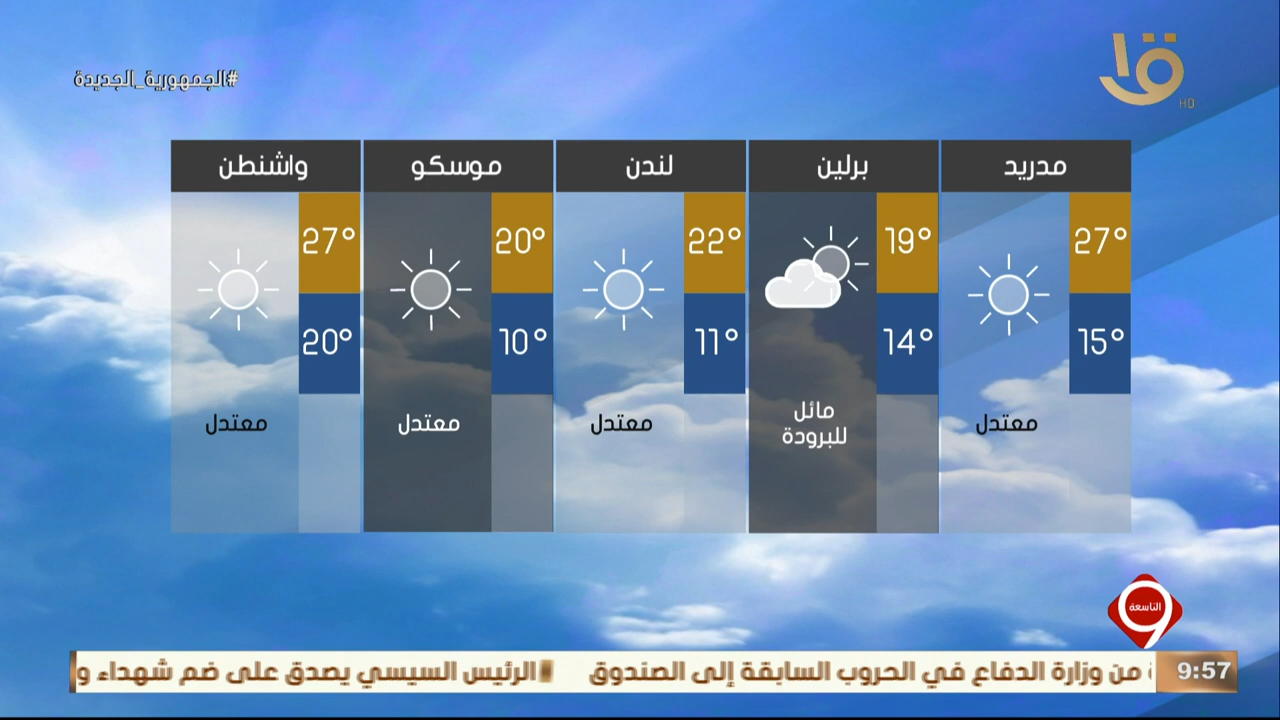 #الجمهورية_الجديدة
HD
مدريد
27°
15°
معتدل
برلين
19°
14°
مائل
للبرودة
لندن
22°
11°
معتدل
موسكو
20°
10°
معتدل
واشنطن
27°
20°
معتدل
التاسعة
9
9:57
من وزارة الدفاع في الحروب السابقة إلى الصندوق
الرئيس السيسي يصدق على ضم شهداء و